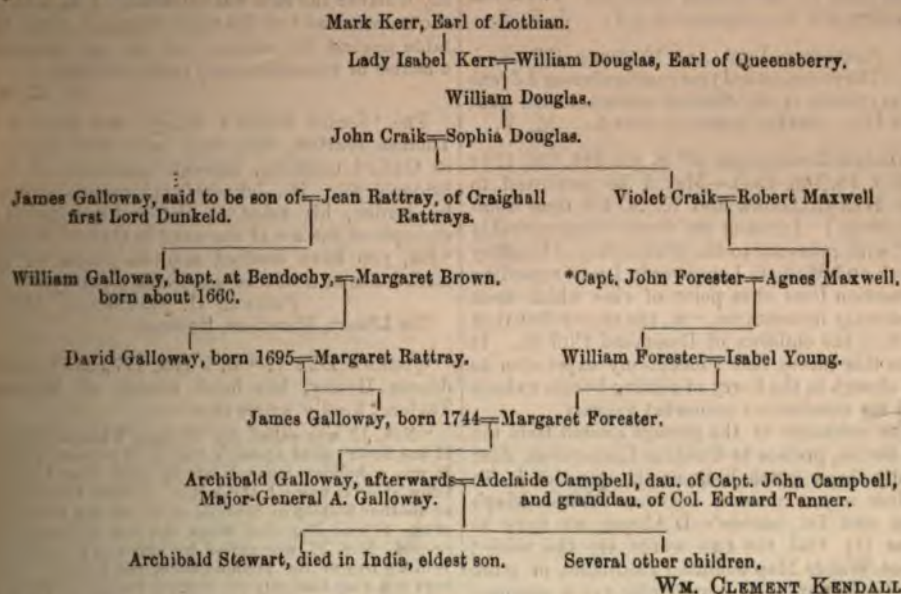 Mark Kerr, Earl of Lothian.
Lady Isabel Kerr=William Douglas, Earl of Queensberry.
William Douglas.
John Craik=Sophia Douglas.
James Galloway, said to be son of=Jean Rattray, of Craighall Violet Craik=Robert Maxwell
first Lord Dunkeld. Rattrays.
William Galloway, bapt. at Bendochy,=Margaret Brown. *Capt. John Forester=Agnes Maxwell.
born about 1660.
David Galloway, born 1695=Margaret Rattray. William Forester=Isabel Young.
James Galloway, born 1744=Margaret Forester.
Archibald Galloway, afterwards=Adelaide Campbell, dau. of Capt. John Campbell,
Major-General A. Galloway. and granddau. of Col. Edward Tanner.
Archibald Stewart, died in India, eldest son. Several other children.
WM. CLEMENT KENDALL